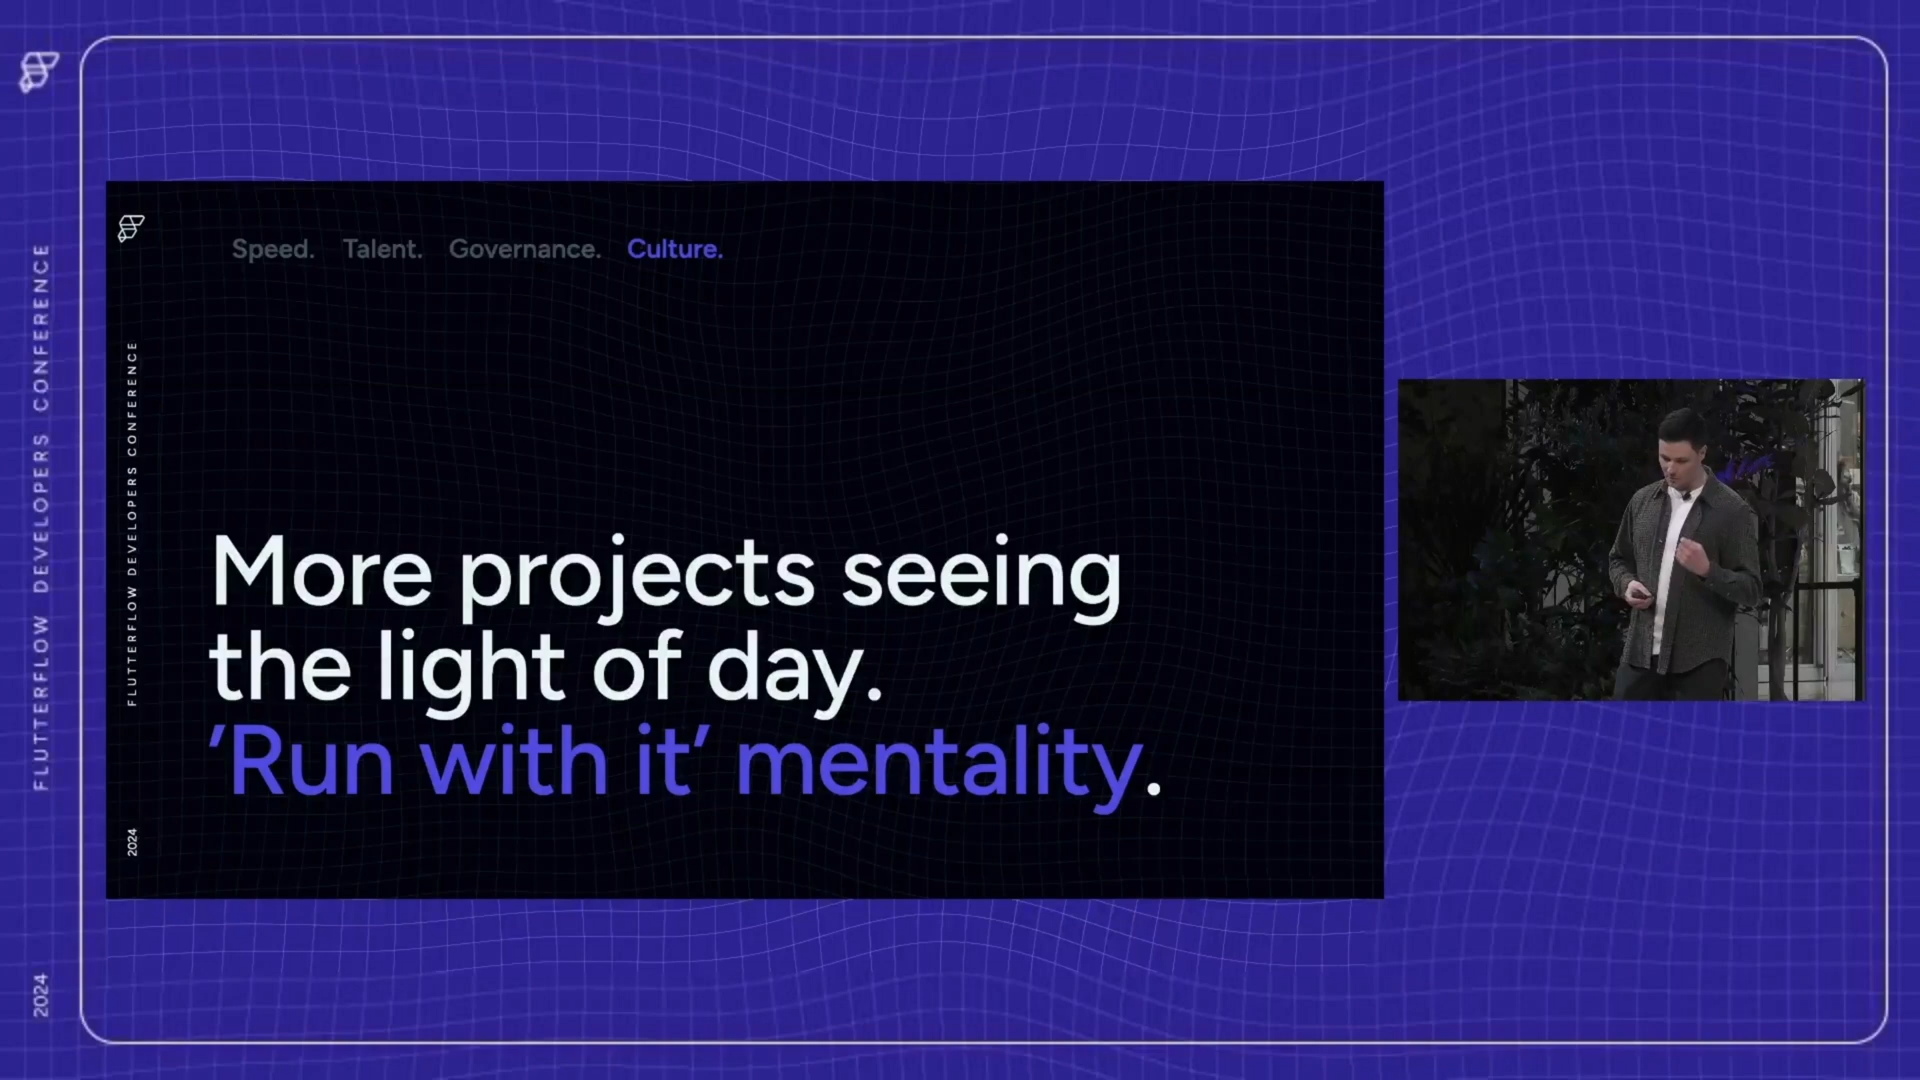 FLUTTERFLOW DEVELOPERS CONFERENCE
2024
Speed. Talent. Governance. Culture.
FLUTTERFLOW DEVELOPERS CONFERENCE
2024
More projects seeing
the light of day.
’Run with it’ mentality.